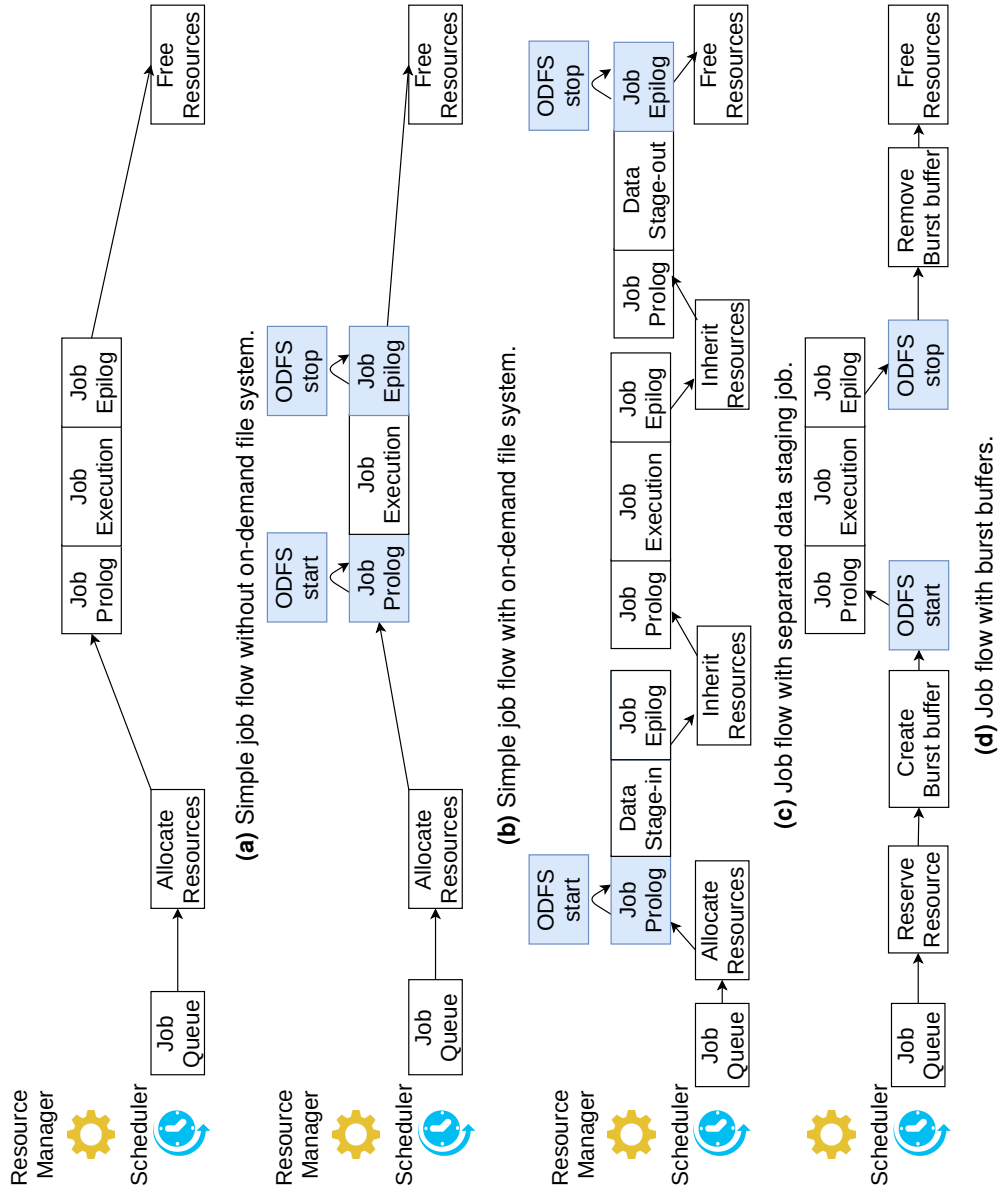 Resource
Manager
Scheduler
Job
Queue
Allocate
Resources
Job
Prolog
Job
Execution
Job
Epilog
Free
Resources
(a) Simple job flow without on-demand file system.
Resource
Manager
Scheduler
Job
Queue
Allocate
Resources
ODFS
start
Job
Prolog
Job
Execution
ODFS
stop
Job
Epilog
Free
Resources
(b) Simple job flow with on-demand file system.
Resource
Manager
Scheduler
Job
Queue
Allocate
Resources
ODFS
start
Job
Prolog
Data
Stage-in
Job
Epilog
Inherit
Resources
Job
Prolog
Job
Execution
Job
Epilog
Inherit
Resources
Job
Prolog
Data
Stage-out
ODFS
stop
Job
Epilog
Free
Resources
(c) Job flow with separated data staging job.
Job
Queue
Reserve
Resource
Create
Burst buffer
ODFS
start
Job
Prolog
Job
Execution
Job
Epilog
ODFS
stop
Remove
Burst buffer
Free
Resources
(d) Job flow with burst buffers.